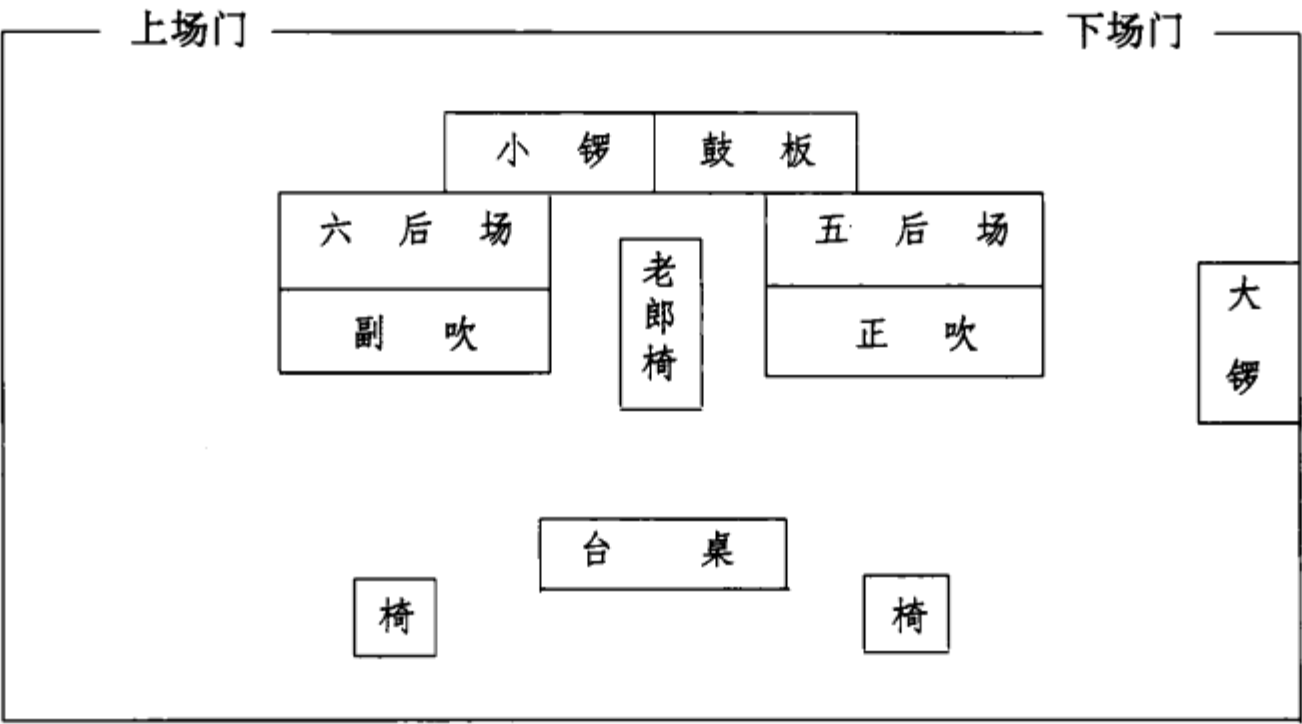 上场门 下场门
小锣 鼓板
六后场 五后场
老郎椅
副吹 正吹
大锣
台桌
椅 椅